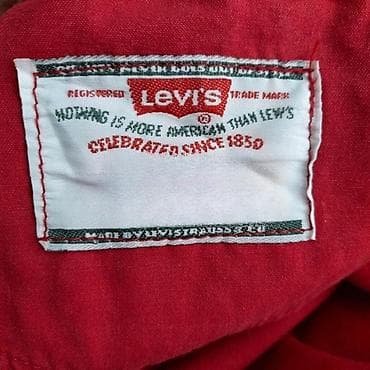 REGISTERED LEVI'S TRADE MARK
NOTHING IS MORE AMERICAN THAN LEVI'S
CELEBRATED SINCE 1850
MADE BY LEVI STRAUSS & CO